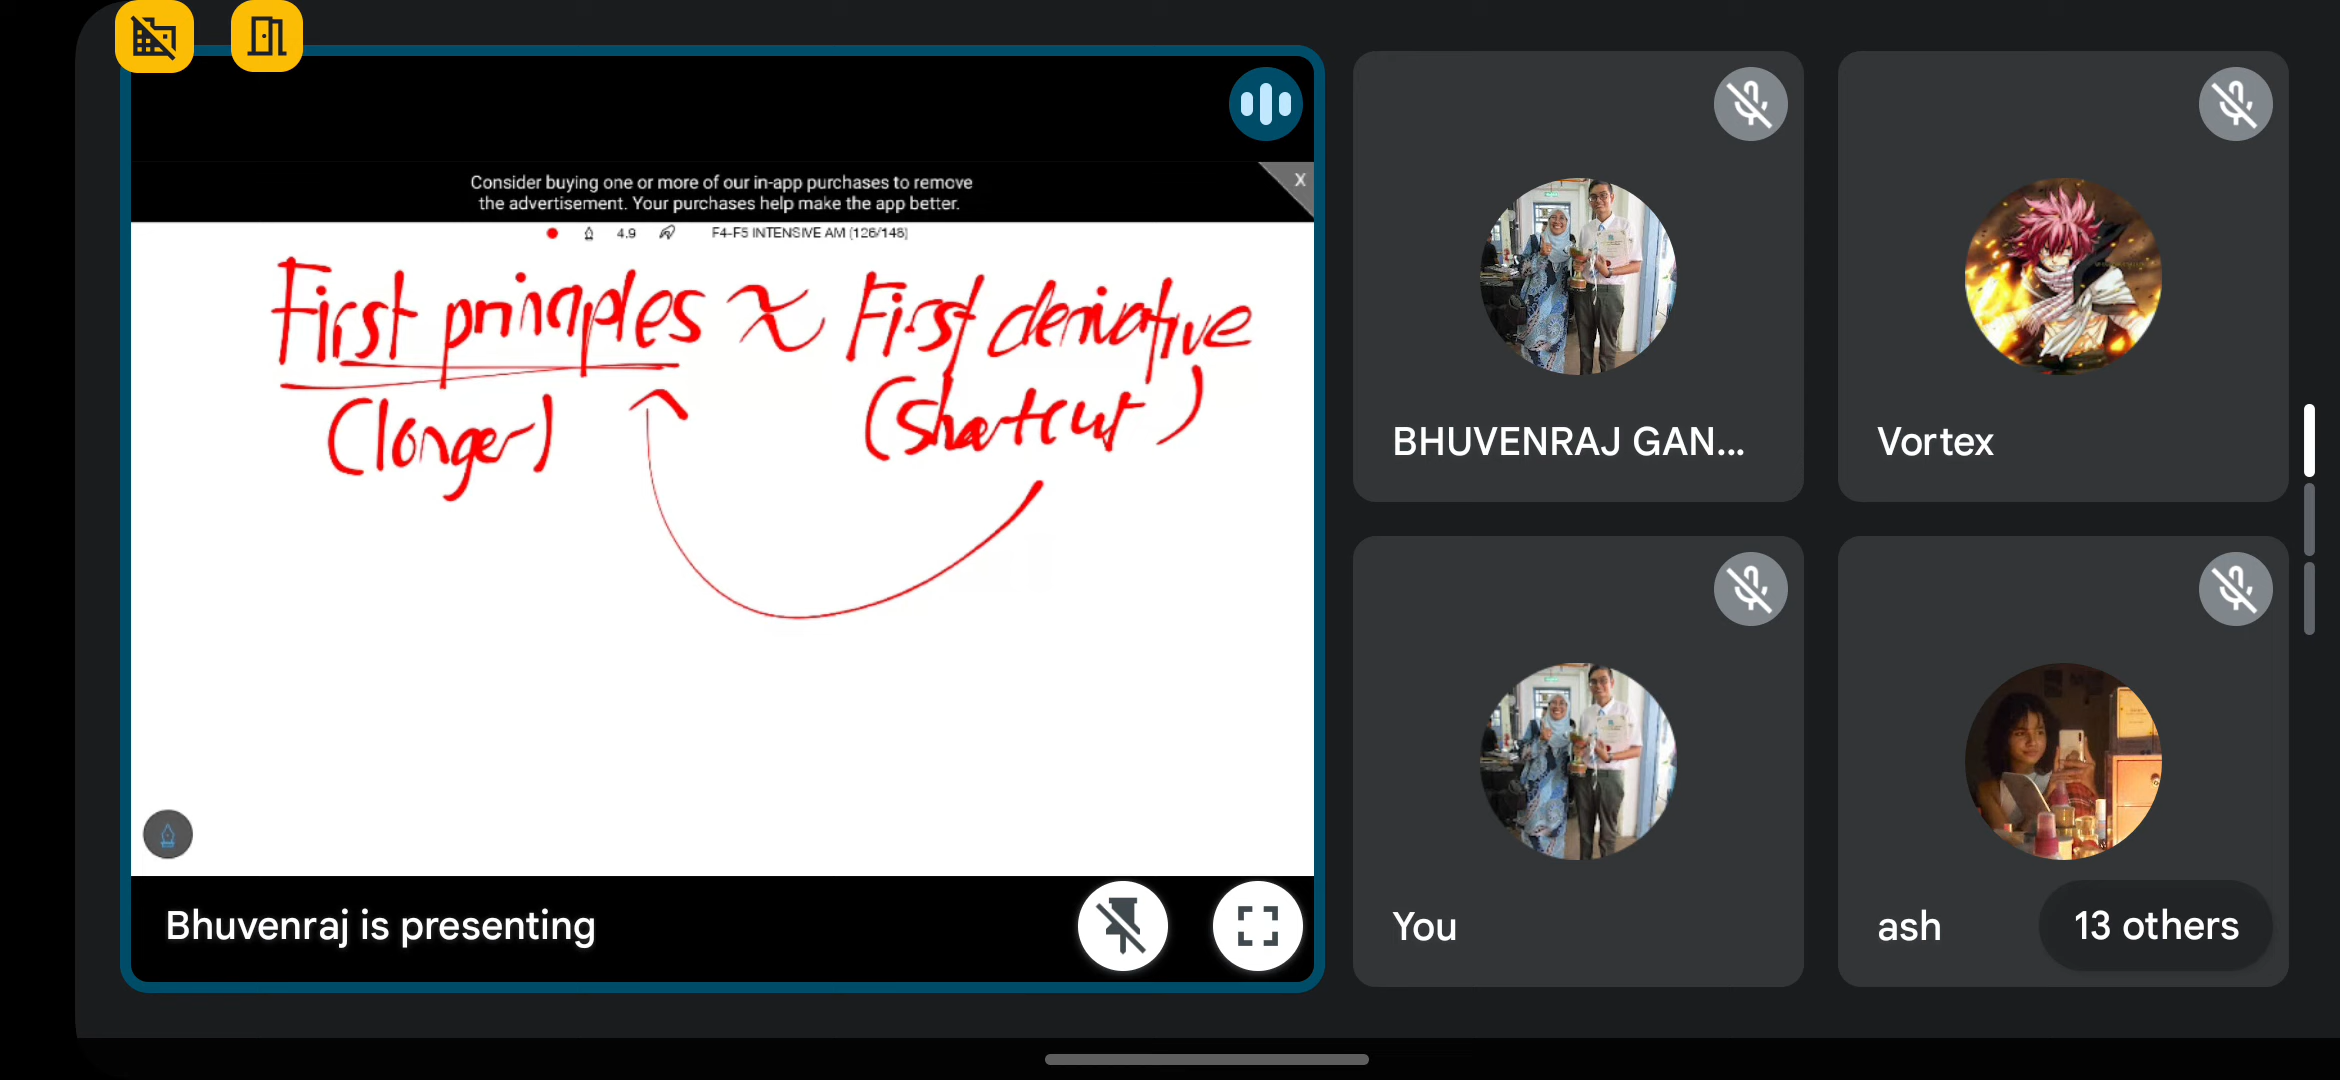 Consider buying one or more of our in-app purchases to remove
the advertisement. Your purchases help make the app better.
X
4.9 F4-F5 INTENSIVE AM (126/148)
First principles ≈ First derivative
(longer) (shortcut)
Bhuvenraj is presenting
BHUVENRAJ GAN...
Vortex
You
ash
13 others